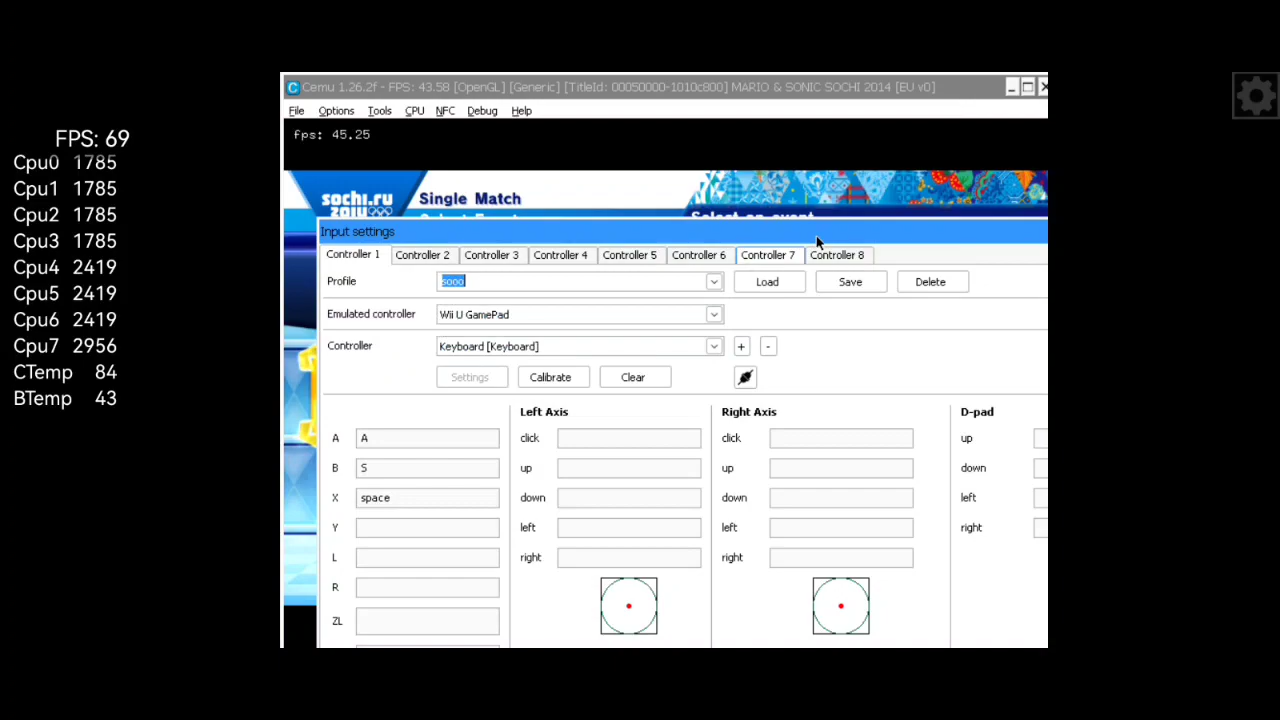 Cemu 1.26.2f - FPS: 43.58 [OpenGL] [Generic] [TitleId: 00050000-1010c800] MARIO & SONIC SOCHI 2014 [EU v0]
File Options Tools CPU NFC Debug Help
fps: 45.25
FPS: 69
Cpu0 1785
Cpu1 1785
Cpu2 1785
Cpu3 1785
Cpu4 2419
Cpu5 2419
Cpu6 2419
Cpu7 2956
CTemp 84
BTemp 43
sochi.ru
2014
Single Match
Select an event
Input settings
Controller 1 Controller 2 Controller 3 Controller 4 Controller 5 Controller 6 Controller 7 Controller 8
Profile sooo Load Save Delete
Emulated controller Wii U GamePad
Controller Keyboard [Keyboard] + -
Settings Calibrate Clear
Left Axis Right Axis D-pad
A A click click up
B S up up down
X space down down left
Y left left right
L right right
R
ZL